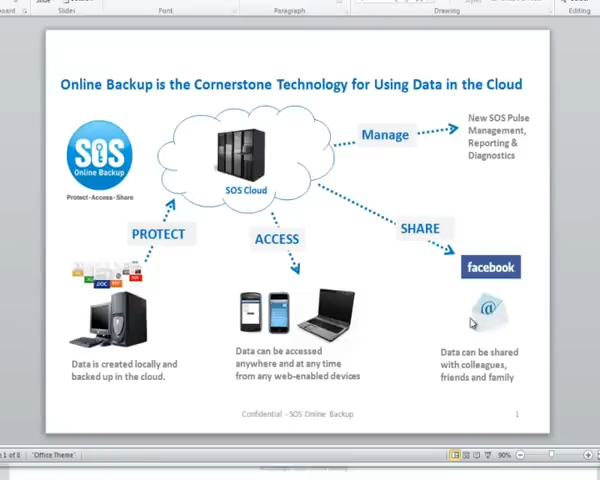 Slides
Font
Paragraph
Drawing
Editing
Online Backup is the Cornerstone Technology for Using Data in the Cloud
SOS
Online Backup
Protect-Access-Share
SOS Cloud
Manage
New SOS Pulse
Management,
Reporting &
Diagnostics
PROTECT
ACCESS
SHARE
facebook
DOC
@
Data is created locally and
backed up in the cloud.
Data can be accessed
anywhere and at any time
from any web-enabled devices
Data can be shared
with colleagues,
friends and family
Confidential - SOS Online Backup
1
1 of 8
"Office Theme"
90%